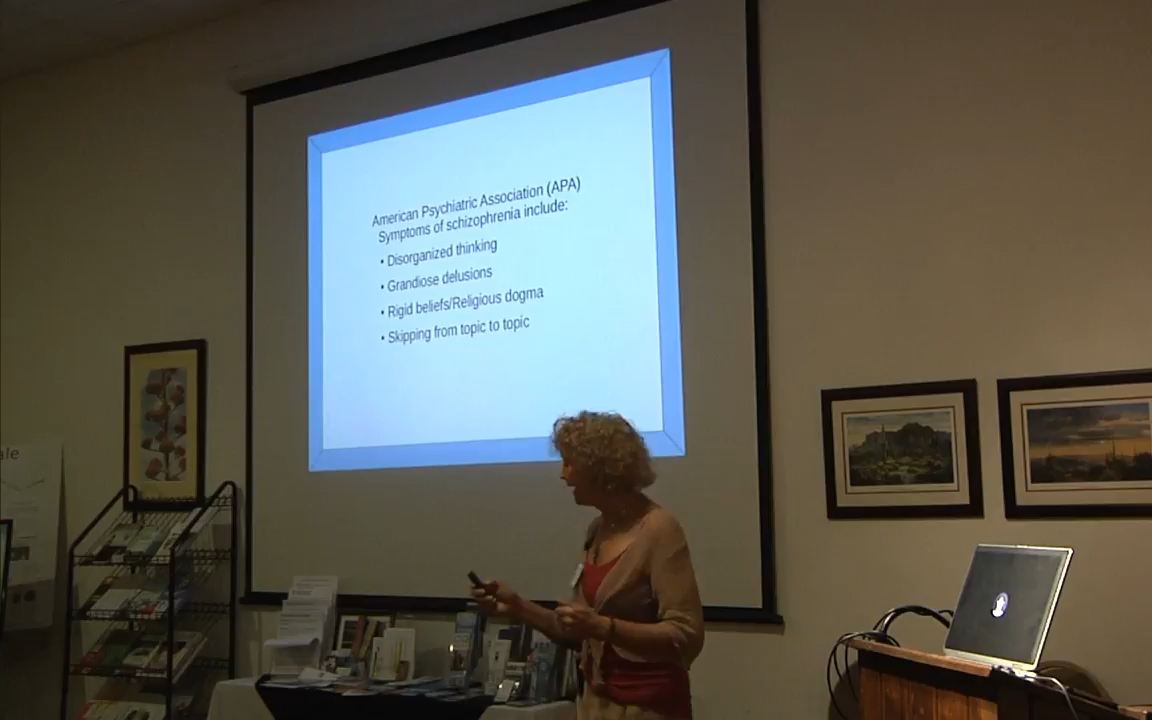 American Psychiatric Association (APA)
Symptoms of schizophrenia include:
• Disorganized thinking
• Grandiose delusions
• Rigid beliefs/Religious dogma
• Skipping from topic to topic
ale